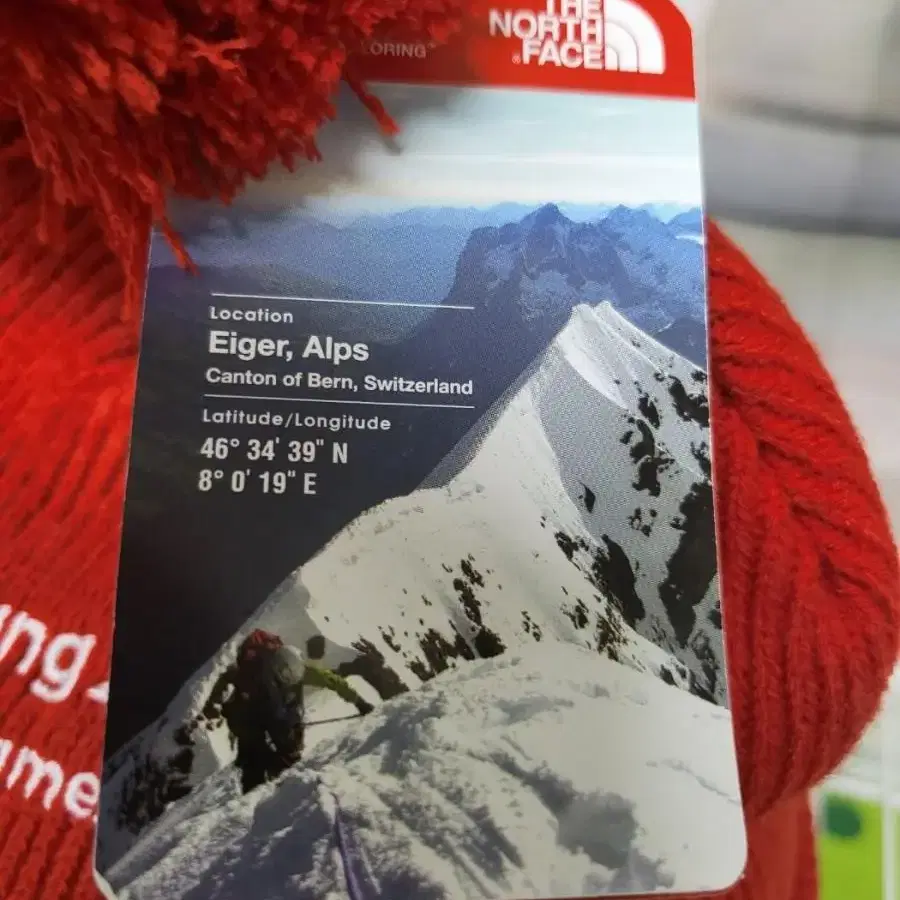 THE
NORTH
FACE
Location
Eiger, Alps
Canton of Bern, Switzerland
Latitude/Longitude
46° 34' 39" N
8° 0' 19" E